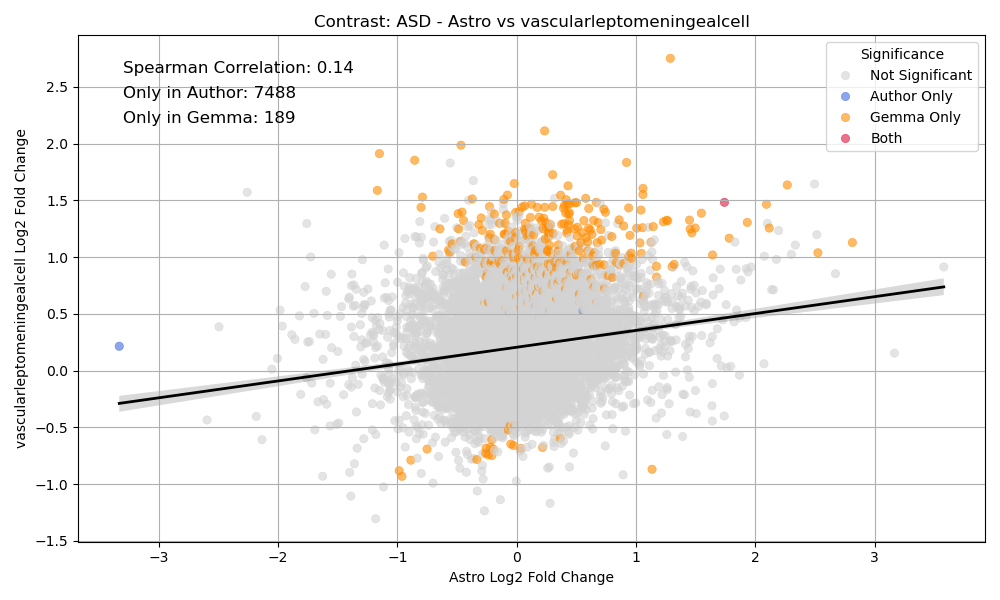 Contrast: ASD - Astro vs vascularleptomeningealcell
Spearman Correlation: 0.14
Only in Author: 7488
Only in Gemma: 189
Significance
Not Significant
Author Only
Gemma Only
Both
vascularleptomeningealcell Log2 Fold Change
2.5
2.0
1.5
1.0
0.5
0.0
−0.5
−1.0
−1.5
−3
−2
−1
0
1
2
3
Astro Log2 Fold Change